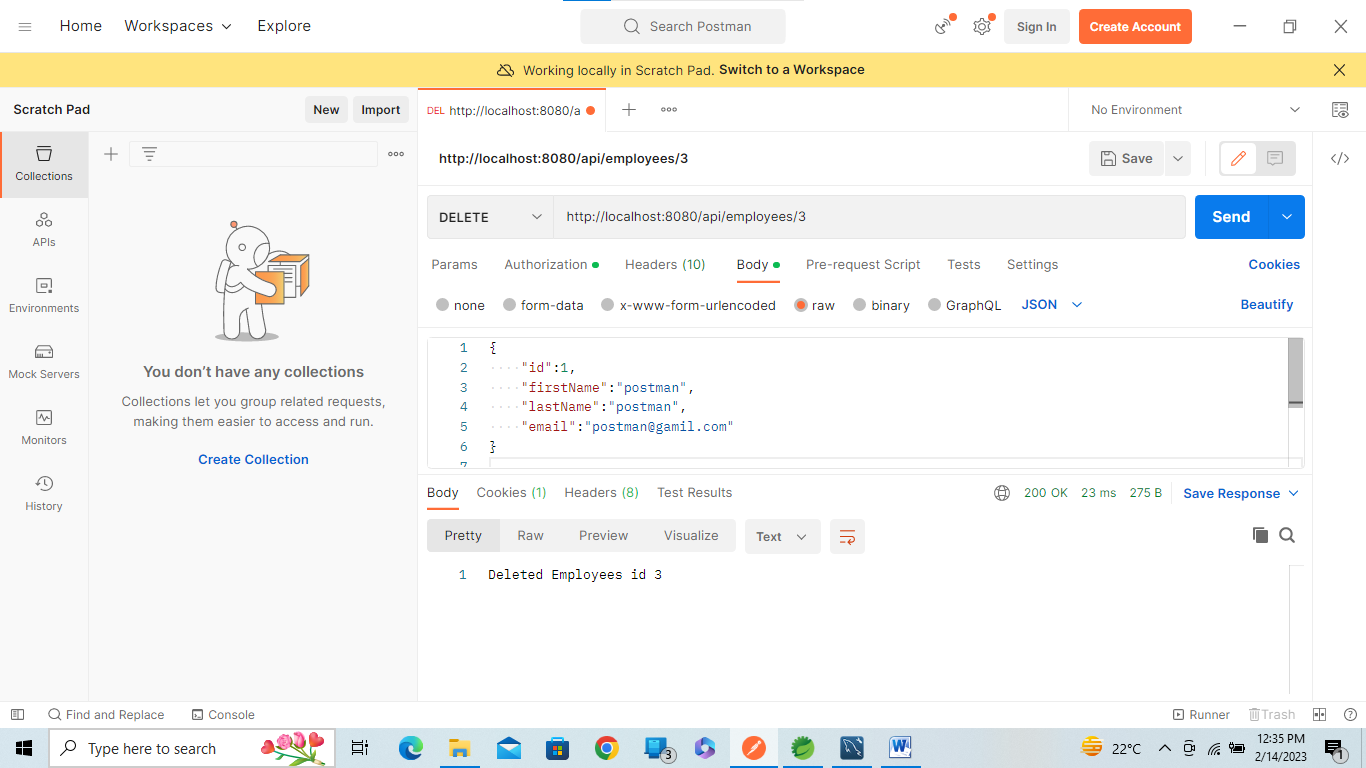 Home Workspaces Explore Search Postman Sign In Create Account
Working locally in Scratch Pad. Switch to a Workspace
Scratch Pad New Import DEL http://localhost:8080/a No Environment
http://localhost:8080/api/employees/3 Save
Collections
APIs
Environments
Mock Servers
Monitors
History
You don't have any collections
Collections let you group related requests,
making them easier to access and run.
Create Collection
DELETE http://localhost:8080/api/employees/3 Send
Params Authorization Headers (10) Body Pre-request Script Tests Settings Cookies
none form-data x-www-form-urlencoded raw binary GraphQL JSON Beautify
1 {
2 "id":1,
3 "firstName":"postman",
4 "lastName":"postman",
5 "email":"postman@gamil.com"
6 }
7
Body Cookies (1) Headers (8) Test Results 200 OK 23 ms 275 B Save Response
Pretty Raw Preview Visualize Text
1 Deleted Employees id 3
Find and Replace Console Runner Trash
Type here to search 3 22°C 12:35 PM 1
2/14/2023